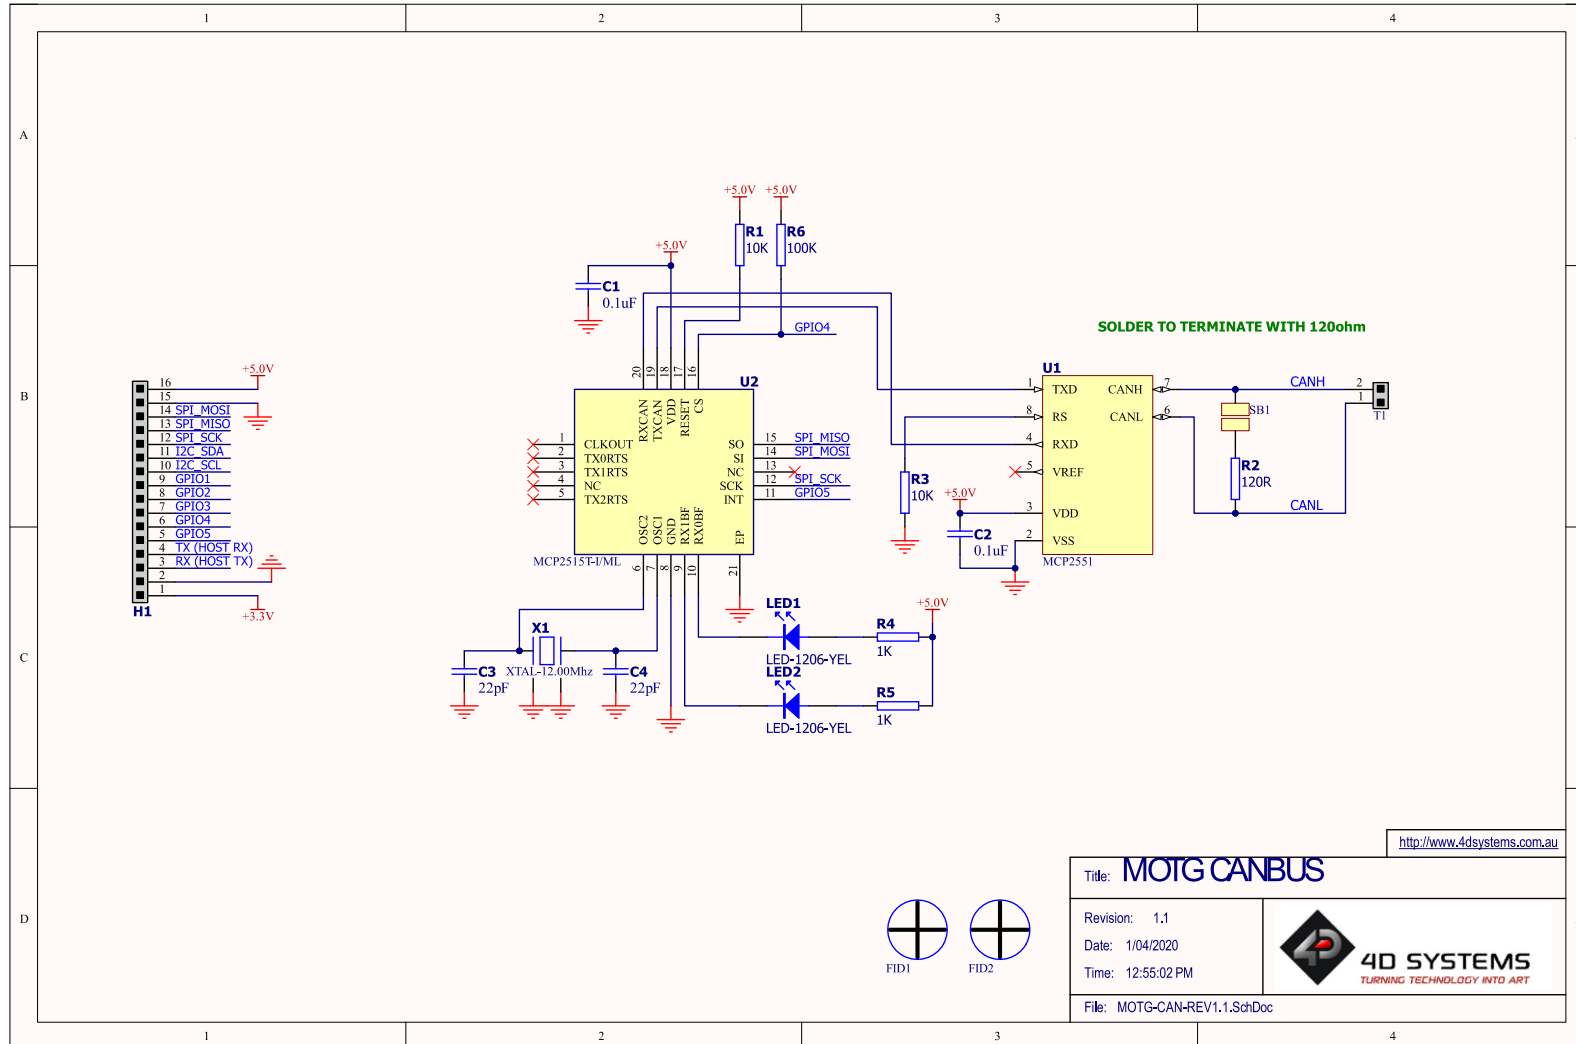 1 2 3 4
A
B
C
D
+5.0V +5.0V
R1
10K
R6
100K
+5.0V
C1
0.1uF
GPIO4
SOLDER TO TERMINATE WITH 120ohm
+5.0V
16
15
14 SPI_MOSI
13 SPI_MISO
12 SPI_SCK
11 I2C_SDA
10 I2C_SCL
9 GPIO1
8 GPIO2
7 GPIO3
6 GPIO4
5 GPIO5
4 TX (HOST RX)
3 RX (HOST TX)
2
1
H1
+3.3V
20 19 18 17 16
U2
RXCAN TXCAN VDD RESET CS
1 CLKOUT
2 TX0RTS
3 TX1RTS
4 NC
5 TX2RTS
SO 15 SPI_MISO
SI 14 SPI_MOSI
NC 13
SCK 12 SPI_SCK
INT 11 GPIO5
OSC2 OSC1 GND RX1BF RX0BF EP
MCP2515T-I/ML
6 7 8 9 10 21
U1
1 TXD
8 RS
4 RXD
5 VREF
3 VDD
2 VSS
CANH 7
CANL 6
MCP2551
CANH
2
1
T1
SB1
R2
120R
CANL
R3
10K
+5.0V
C2
0.1uF
X1
XTAL-12.00Mhz
C3
22pF
C4
22pF
LED1
LED-1206-YEL
LED2
LED-1206-YEL
+5.0V
R4
1K
R5
1K
FID1
FID2
http://www.4dsystems.com.au
Title: MOTG CANBUS
Revision: 1.1
Date: 1/04/2020
Time: 12:55:02 PM
4D SYSTEMS
TURNING TECHNOLOGY INTO ART
File: MOTG-CAN-REV1.1.SchDoc
1 2 3 4